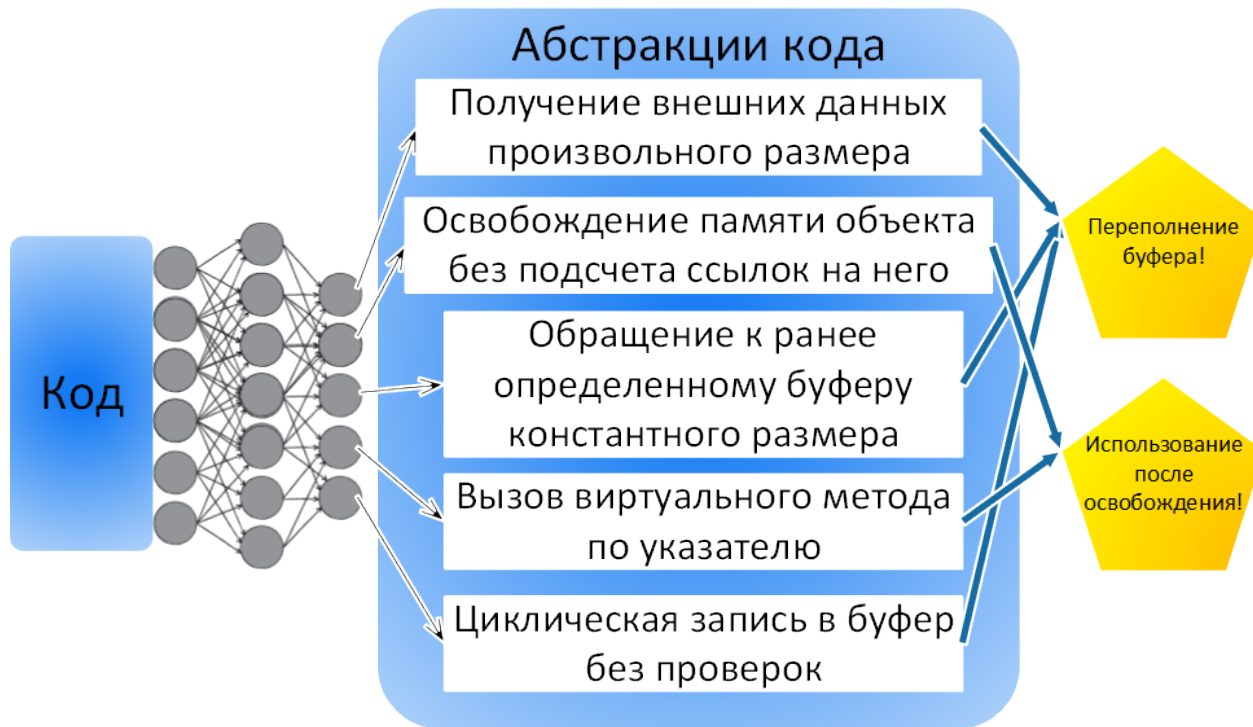 Абстракции кода
Получение внешних данных
произвольного размера
Освобождение памяти объекта
без подсчета ссылок на него
Обращение к ранее
определенному буферу
константного размера
Вызов виртуального метода
по указателю
Циклическая запись в буфер
без проверок
Код
Переполнение
буфера!
Использование
после
освобождения!